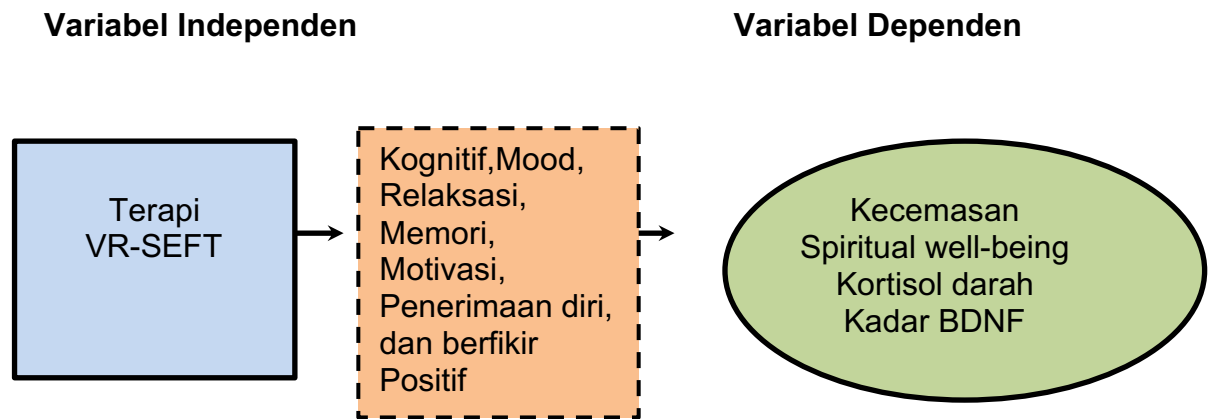 Variabel Independen
Variabel Dependen
Terapi
VR-SEFT
Kognitif,Mood,
Relaksasi,
Memori,
Motivasi,
Penerimaan diri,
dan berfikir
Positif
Kecemasan
Spiritual well-being
Kortisol darah
Kadar BDNF